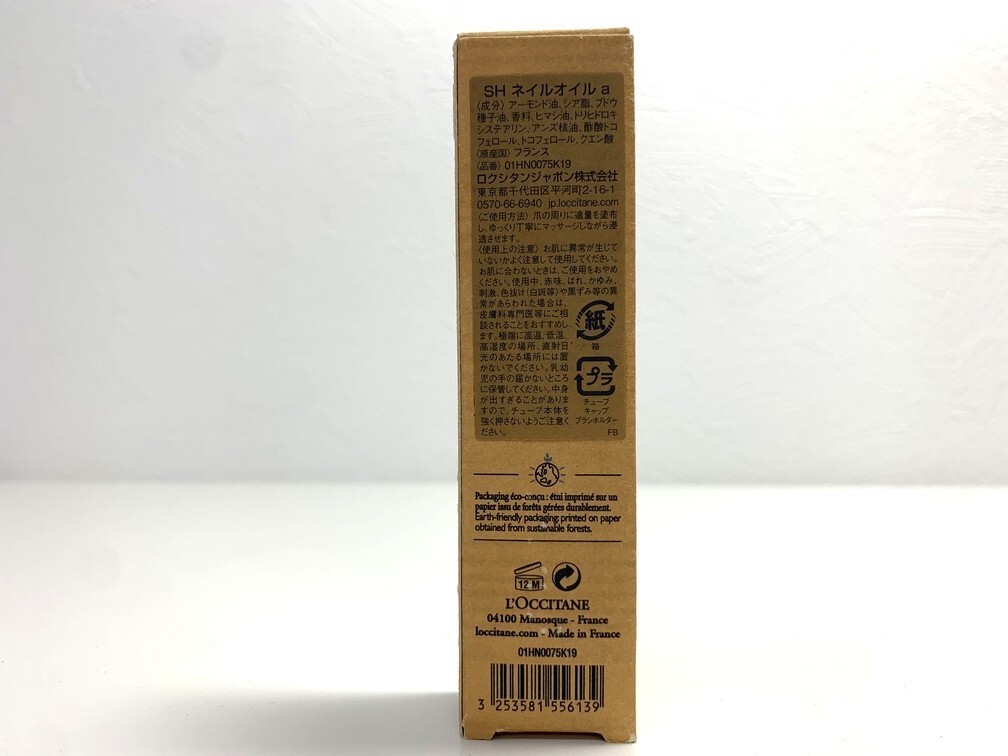 SH ネイルオイル a
〈成分〉アーモンド油、シア脂、ブドウ
種子油、香料、ヒマシ油、トリヒドロキ
システアリン、アンズ核油、酢酸トコ
フェロール、トコフェロール、クエン酸
〈原産国〉フランス
〈品番〉01HN0075K19
ロクシタンジャポン株式会社
東京都千代田区平河町2-16-1
0570-66-6940 jp.loccitane.com
〈ご使用方法〉爪の周りに適量を塗布
し、ゆっくり丁寧にマッサージしながら浸
透させます。
〈使用上の注意〉お肌に異常が生じて
いないかよく注意して使用してください。
お肌に合わないときは、ご使用をおやめ
ください。使用中、赤味、はれ、かゆみ、
刺激、色抜け(白斑等)や黒ずみ等の異
常があらわれた場合は、
皮膚科専門医等にご相
談されることをおすすめし
ます。極端に高温、低温、
高湿度の場所、直射日
光のあたる場所には置
かないでください。乳幼
児の手の届かないところ
に保管してください。中身
が出すぎることがありま
すので、チューブ本体を
強く押さないようご注意く
ださい。
紙
箱
プラ
チューブ
キャップ
ブラシホルダー
FB
Packaging éco-conçu : étui imprimé sur un
papier issu de forêts gérées durablement.
Earth-friendly packaging: printed on paper
obtained from sustainable forests.
12 M
L'OCCITANE
04100 Manosque - France
loccitane.com - Made in France
01HN0075K19
3 253581 556139